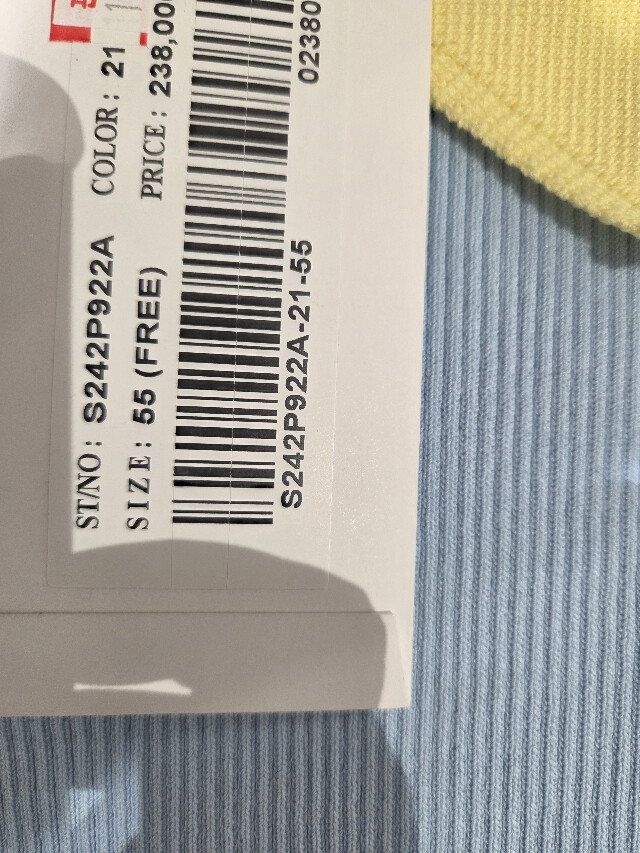 ST/NO : S242P922A COLOR : 21
SIZE : 55 (FREE) PRICE : 238,00
S242P922A-21-55 02380